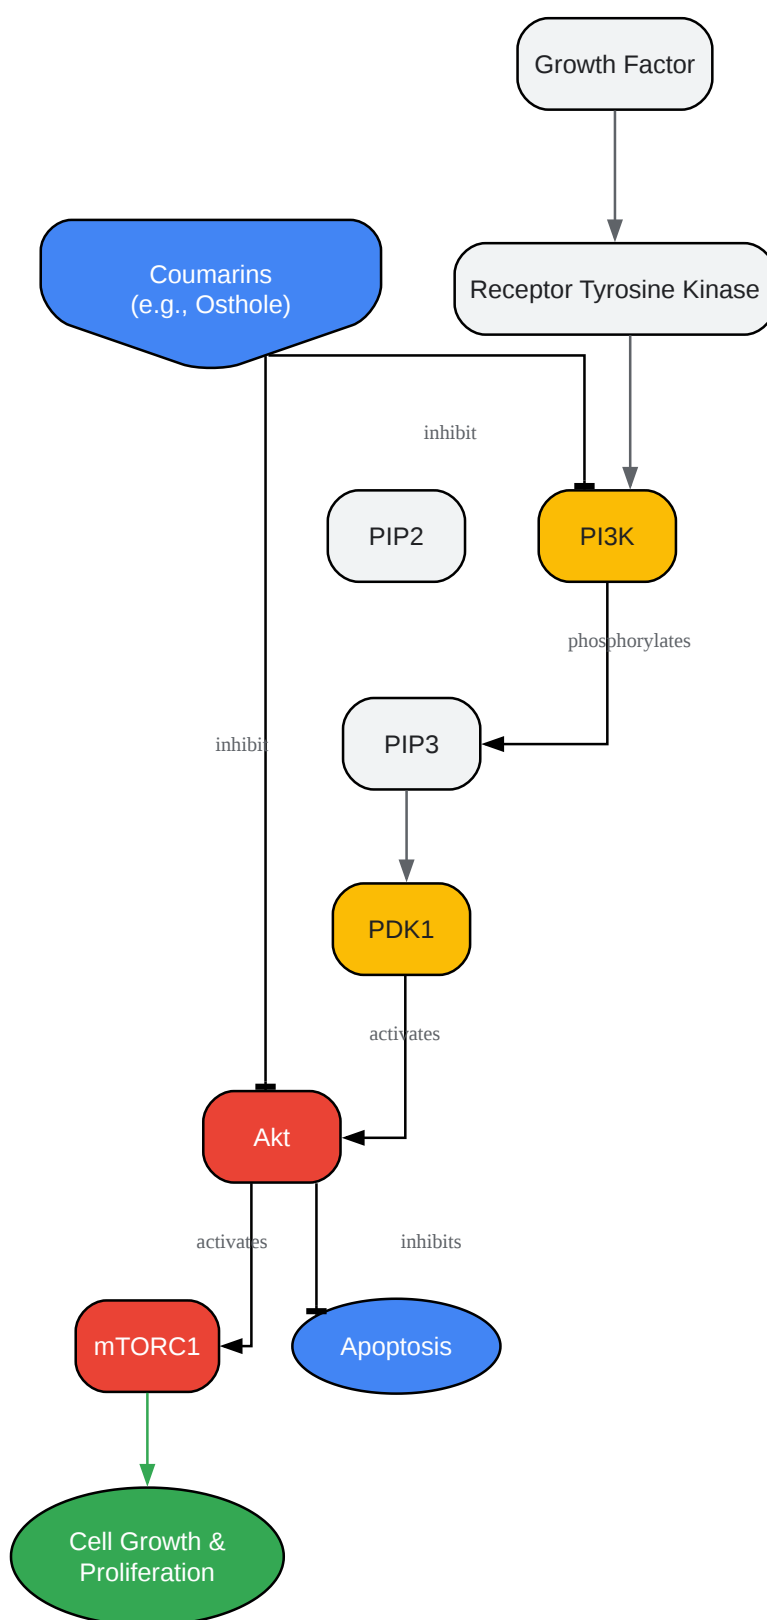 Growth Factor
Coumarins
(e.g., Osthole)
Receptor Tyrosine Kinase
inhibit
PIP2
PI3K
phosphorylates
inhibit
PIP3
PDK1
activates
Akt
activates
inhibits
mTORC1
Apoptosis
Cell Growth &
Proliferation